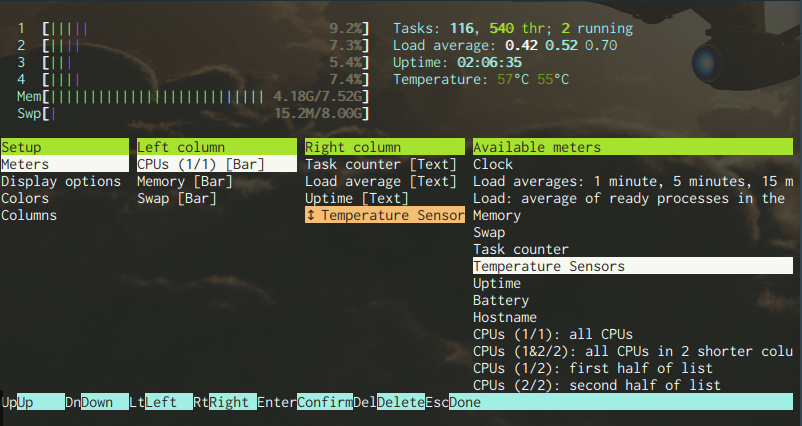 1 [||||| 9.2%] Tasks: 116, 540 thr; 2 running
2 [|||| 7.3%] Load average: 0.42 0.52 0.70
3 [||| 5.4%] Uptime: 02:06:35
4 [|||| 7.4%] Temperature: 57°C 55°C
Mem[||||||||||||||||||||||||||| 4.18G/7.52G]
Swp[| 15.2M/8.00G]
Setup Left column Right column Available meters
Meters CPUs (1/1) [Bar] Task counter [Text] Clock
Display options Memory [Bar] Load average [Text] Load averages: 1 minute, 5 minutes, 15 m
Colors Swap [Bar] Uptime [Text] Load: average of ready processes in the
Columns ↕ Temperature Sensor Memory
Swap
Task counter
Temperature Sensors
Uptime
Battery
Hostname
CPUs (1/1): all CPUs
CPUs (1&2/2): all CPUs in 2 shorter colu
CPUs (1/2): first half of list
CPUs (2/2): second half of list
UpUp DnDown LtLeft RtRight EnterConfirmDelDeleteEscDone